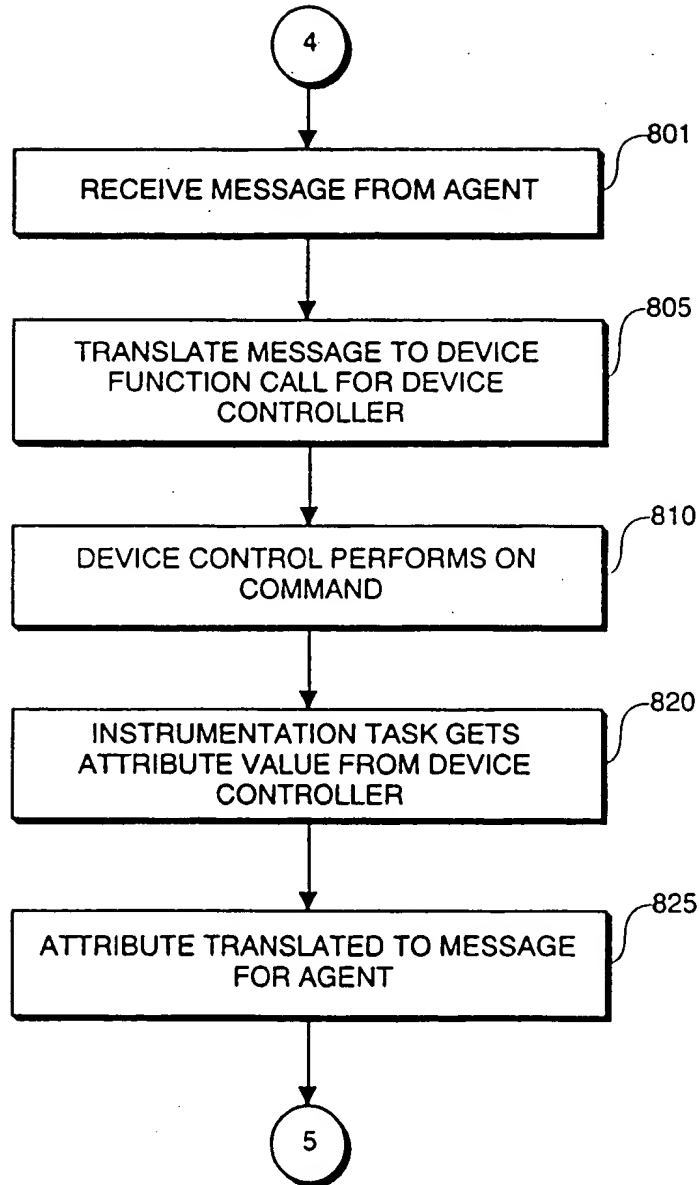 4
801
RECEIVE MESSAGE FROM AGENT
805
TRANSLATE MESSAGE TO DEVICE
FUNCTION CALL FOR DEVICE
CONTROLLER
810
DEVICE CONTROL PERFORMS ON
COMMAND
820
INSTRUMENTATION TASK GETS
ATTRIBUTE VALUE FROM DEVICE
CONTROLLER
825
ATTRIBUTE TRANSLATED TO MESSAGE
FOR AGENT
5